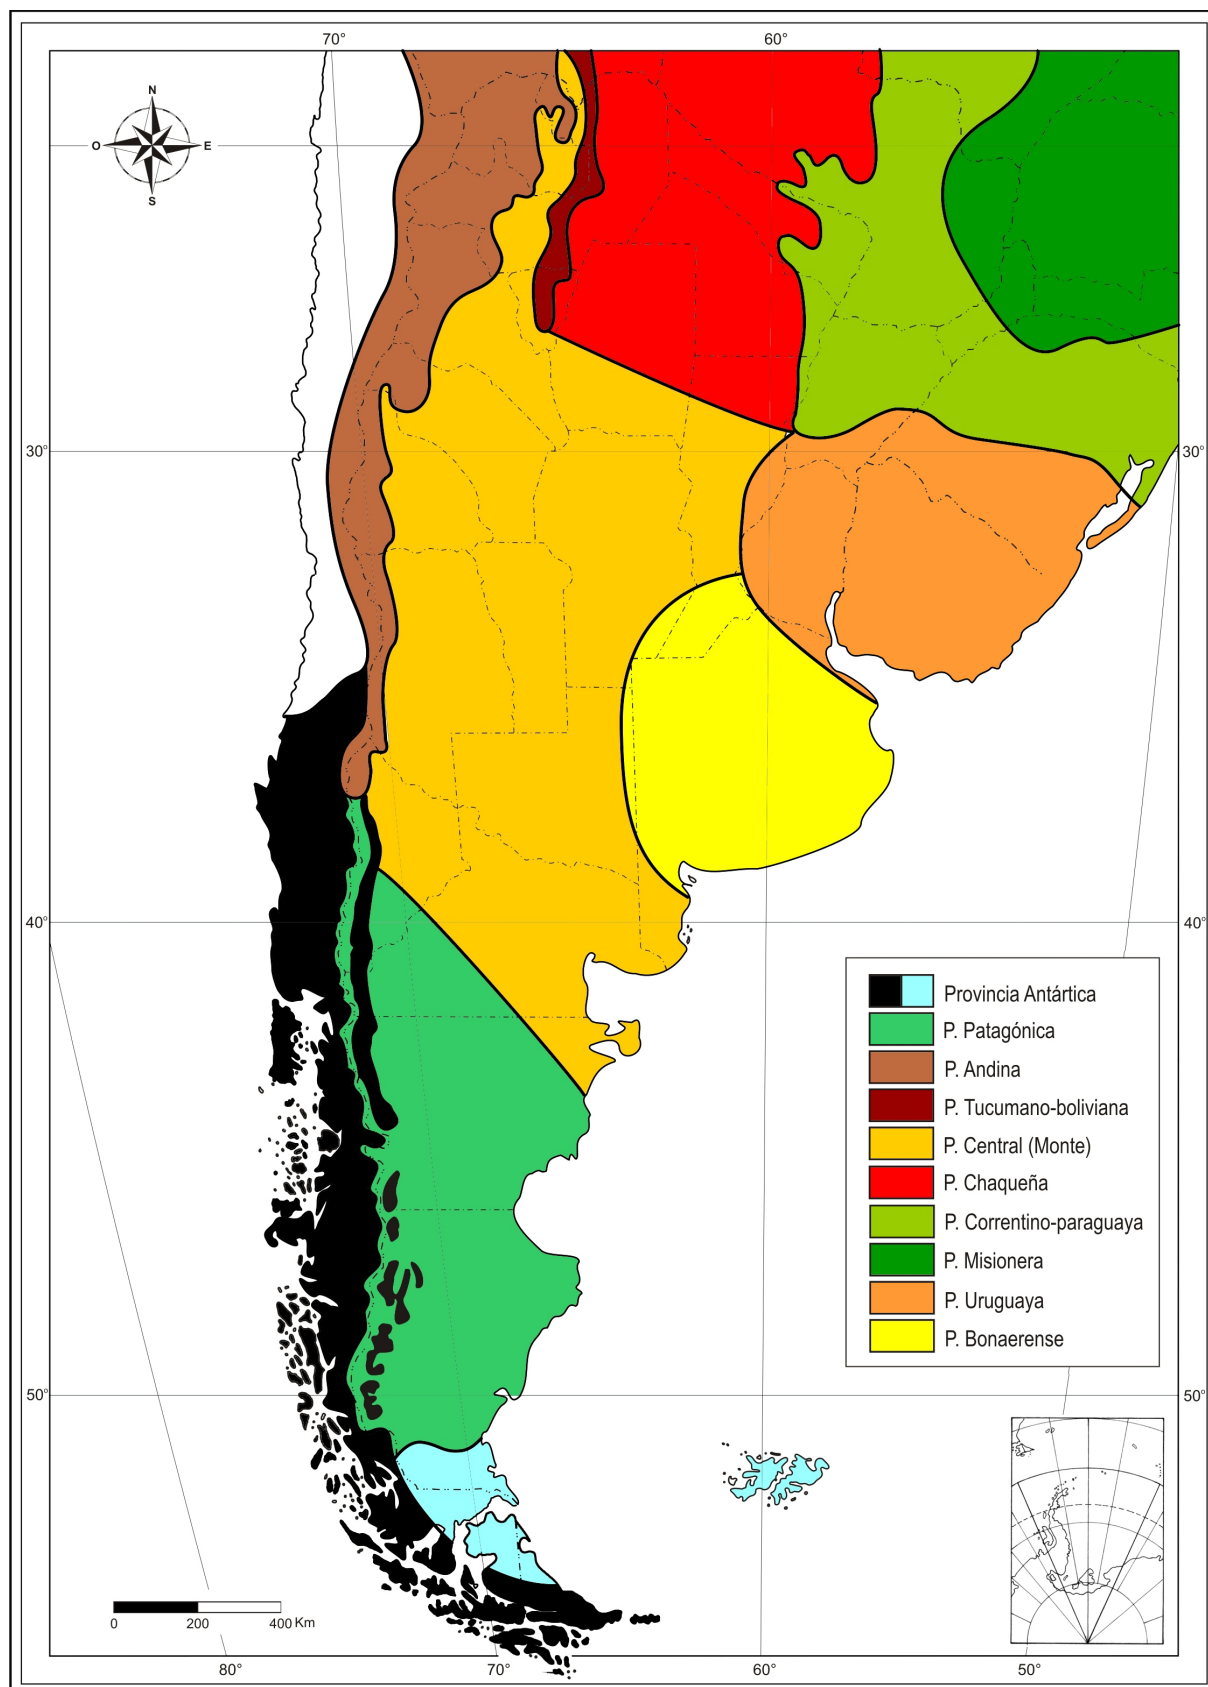 70° 60°
N
O E
S
30° 30°
40°
Provincia Antártica
P. Patagónica
P. Andina
P. Tucumano-boliviana
P. Central (Monte)
P. Chaqueña
P. Correntino-paraguaya
P. Misionera
P. Uruguaya
P. Bonaerense
50° 50°
0 200 400 Km
80° 70° 60° 50°